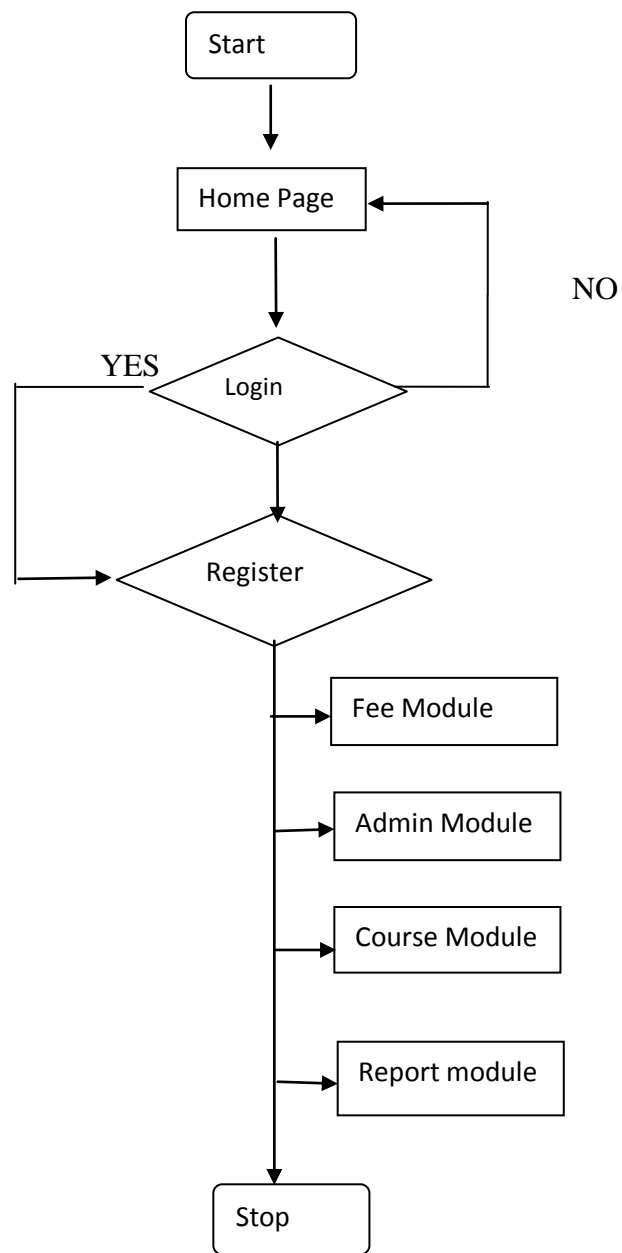 Start
Home Page
NO
YES
Login
Register
Fee Module
Admin Module
Course Module
Report module
Stop